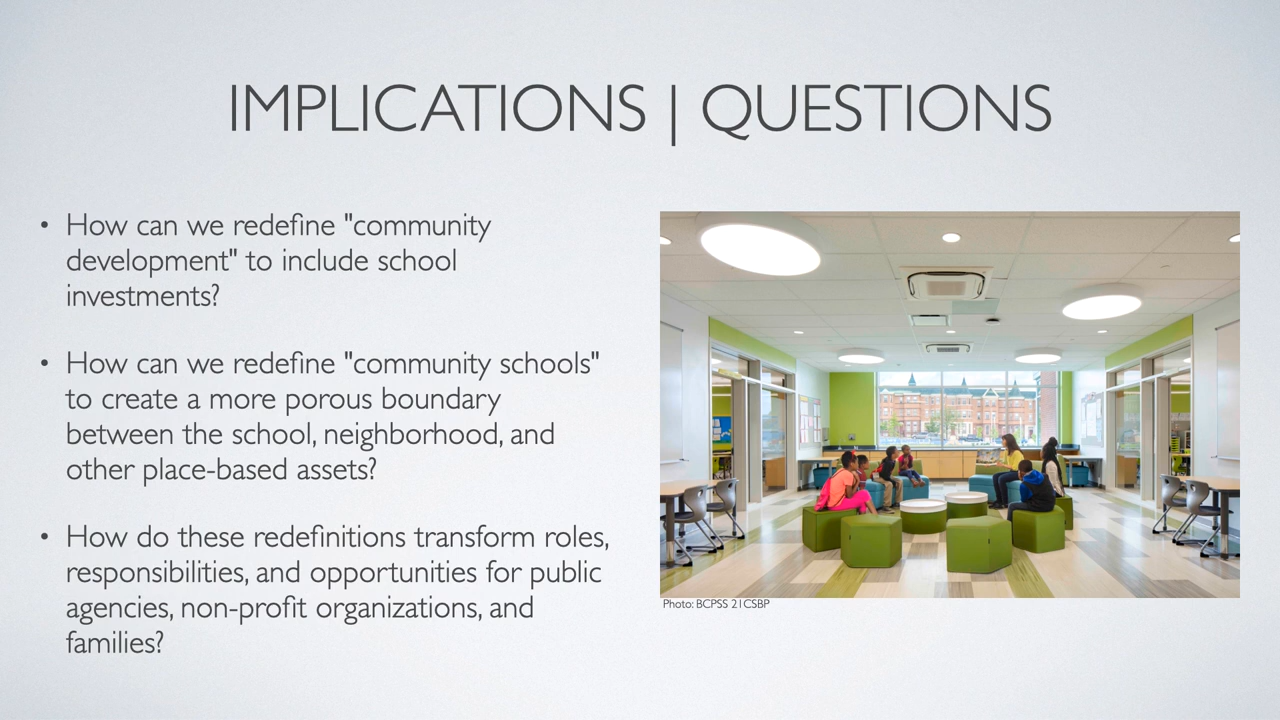 IMPLICATIONS | QUESTIONS
• How can we redefine "community
development" to include school
investments?
• How can we redefine "community schools"
to create a more porous boundary
between the school, neighborhood, and
other place-based assets?
• How do these redefinitions transform roles,
responsibilities, and opportunities for public
agencies, non-profit organizations, and
families?
Photo: BCPSS 21CSBP